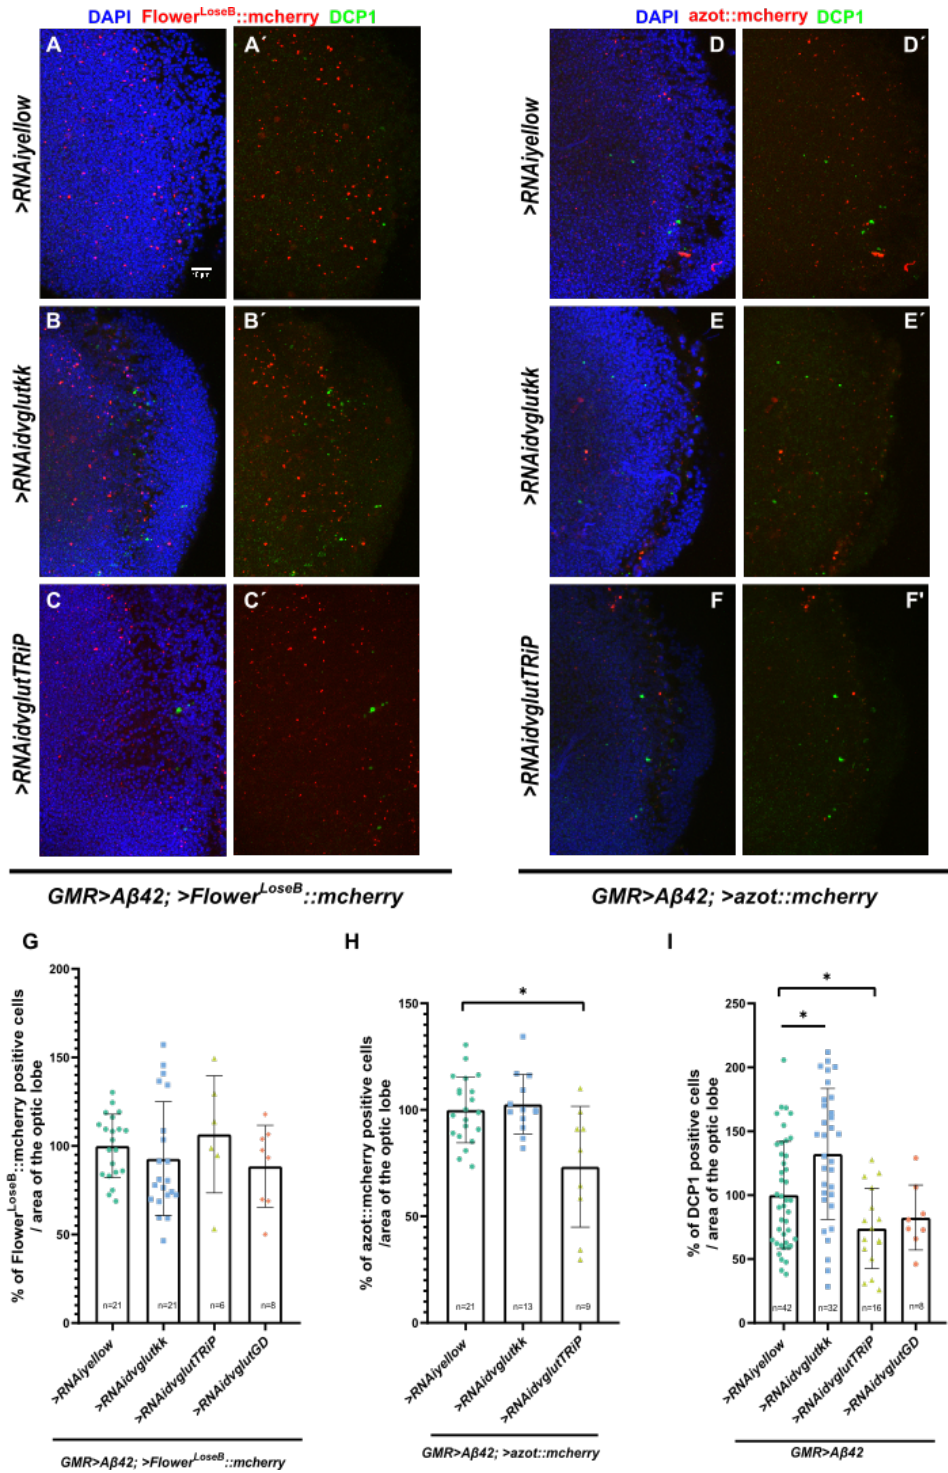 DAPI Flower^LoseB::mcherry DCP1
DAPI azot::mcherry DCP1
>RNAiyellow
A
A´
>RNAiyellow
D
D´
>RNAidvglutkk
B
B´
>RNAidvglutkk
E
E´
>RNAidvglutTRiP
C
C´
>RNAidvglutTRiP
F
F'
GMR>Aβ42; >Flower^LoseB::mcherry
GMR>Aβ42; >azot::mcherry
G
% of Flower^LoseB::mcherry positive cells
/ area of the optic lobe
200
150
100
50
0
n=21
n=21
n=6
n=8
>RNAiyellow
>RNAidvglutkk
>RNAidvglutTRiP
>RNAidvglutGD
GMR>Aβ42; >Flower^LoseB::mcherry
H
% of azot::mcherry positive cells
/area of the optic lobe
150
100
50
0
*
n=21
n=13
n=9
>RNAiyellow
>RNAidvglutkk
>RNAidvglutTRiP
GMR>Aβ42; >azot::mcherry
I
% of DCP1 positive cells
/ area of the optic lobe
250
200
150
100
50
0
*
*
n=42
n=32
n=16
n=8
>RNAiyellow
>RNAidvglutkk
>RNAidvglutTRiP
>RNAidvglutGD
GMR>Aβ42